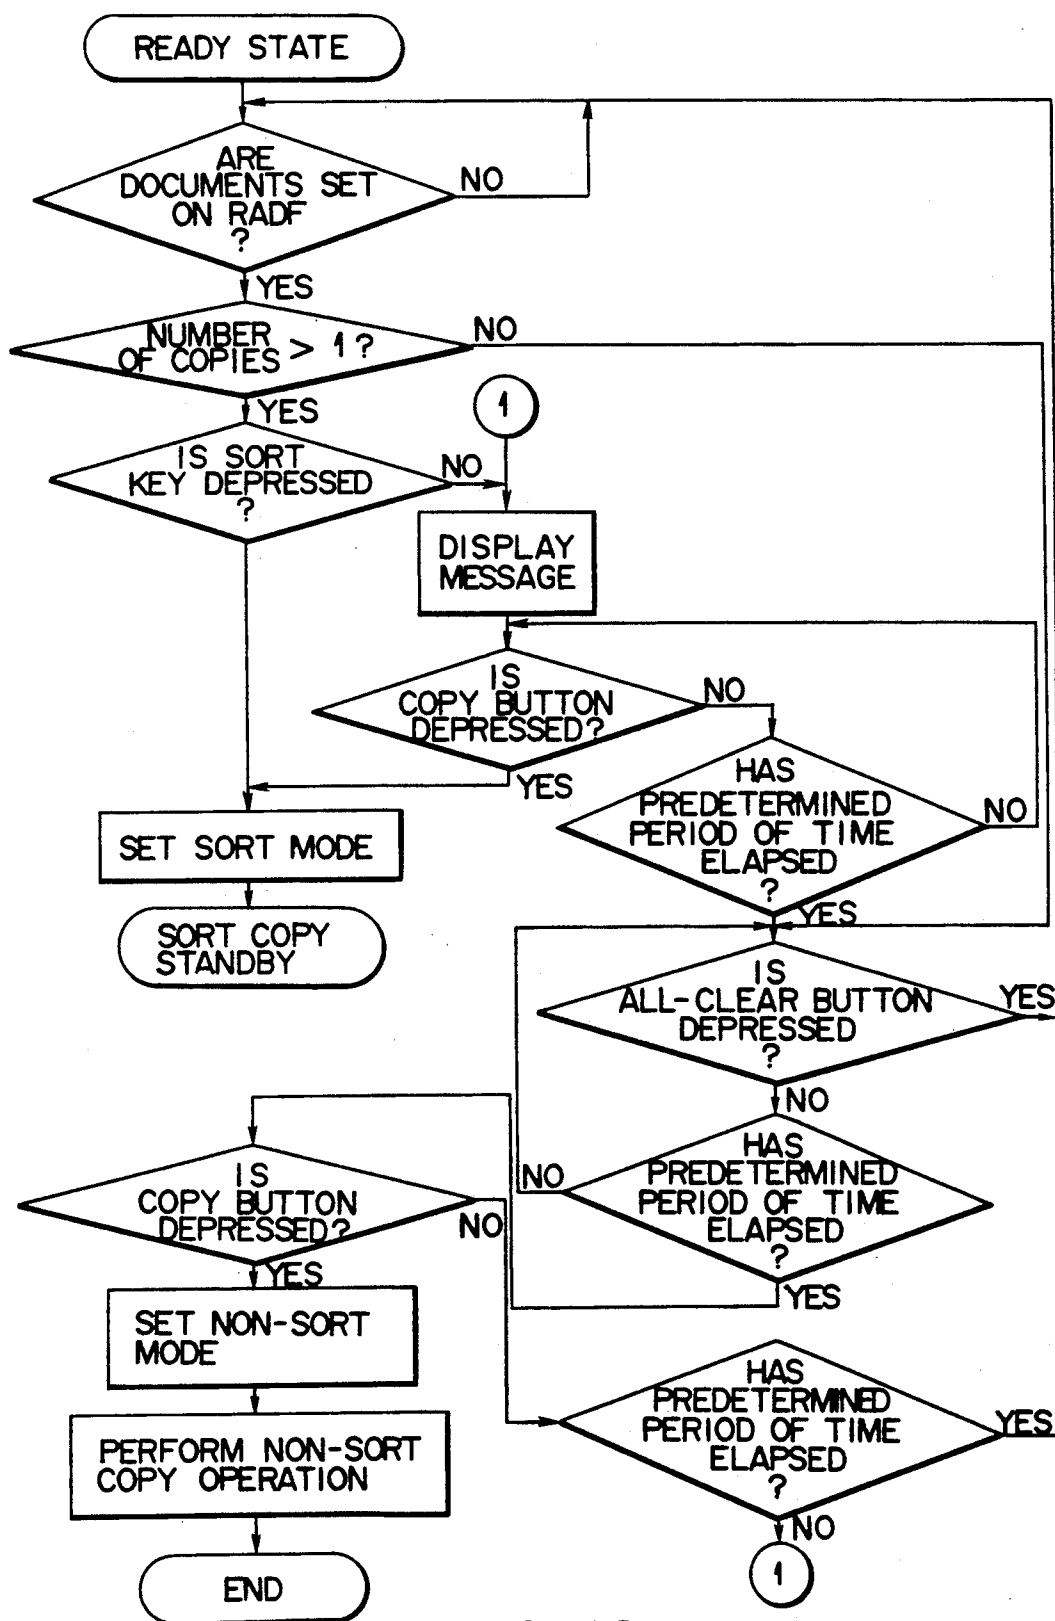 READY STATE
ARE
DOCUMENTS SET
ON RADF
?
NO
YES
NUMBER
OF COPIES > 1?
NO
YES
1
IS SORT
KEY DEPRESSED
?
NO
DISPLAY
MESSAGE
IS
COPY BUTTON
DEPRESSED?
NO
YES
HAS
PREDETERMINED
PERIOD OF TIME
ELAPSED
?
NO
YES
SET SORT MODE
SORT COPY
STANDBY
IS
ALL-CLEAR BUTTON
DEPRESSED
?
YES
NO
HAS
PREDETERMINED
PERIOD OF TIME
ELAPSED
?
NO
YES
IS
COPY BUTTON
DEPRESSED?
NO
YES
SET NON-SORT
MODE
HAS
PREDETERMINED
PERIOD OF TIME
ELAPSED
?
YES
NO
1
PERFORM NON-SORT
COPY OPERATION
END